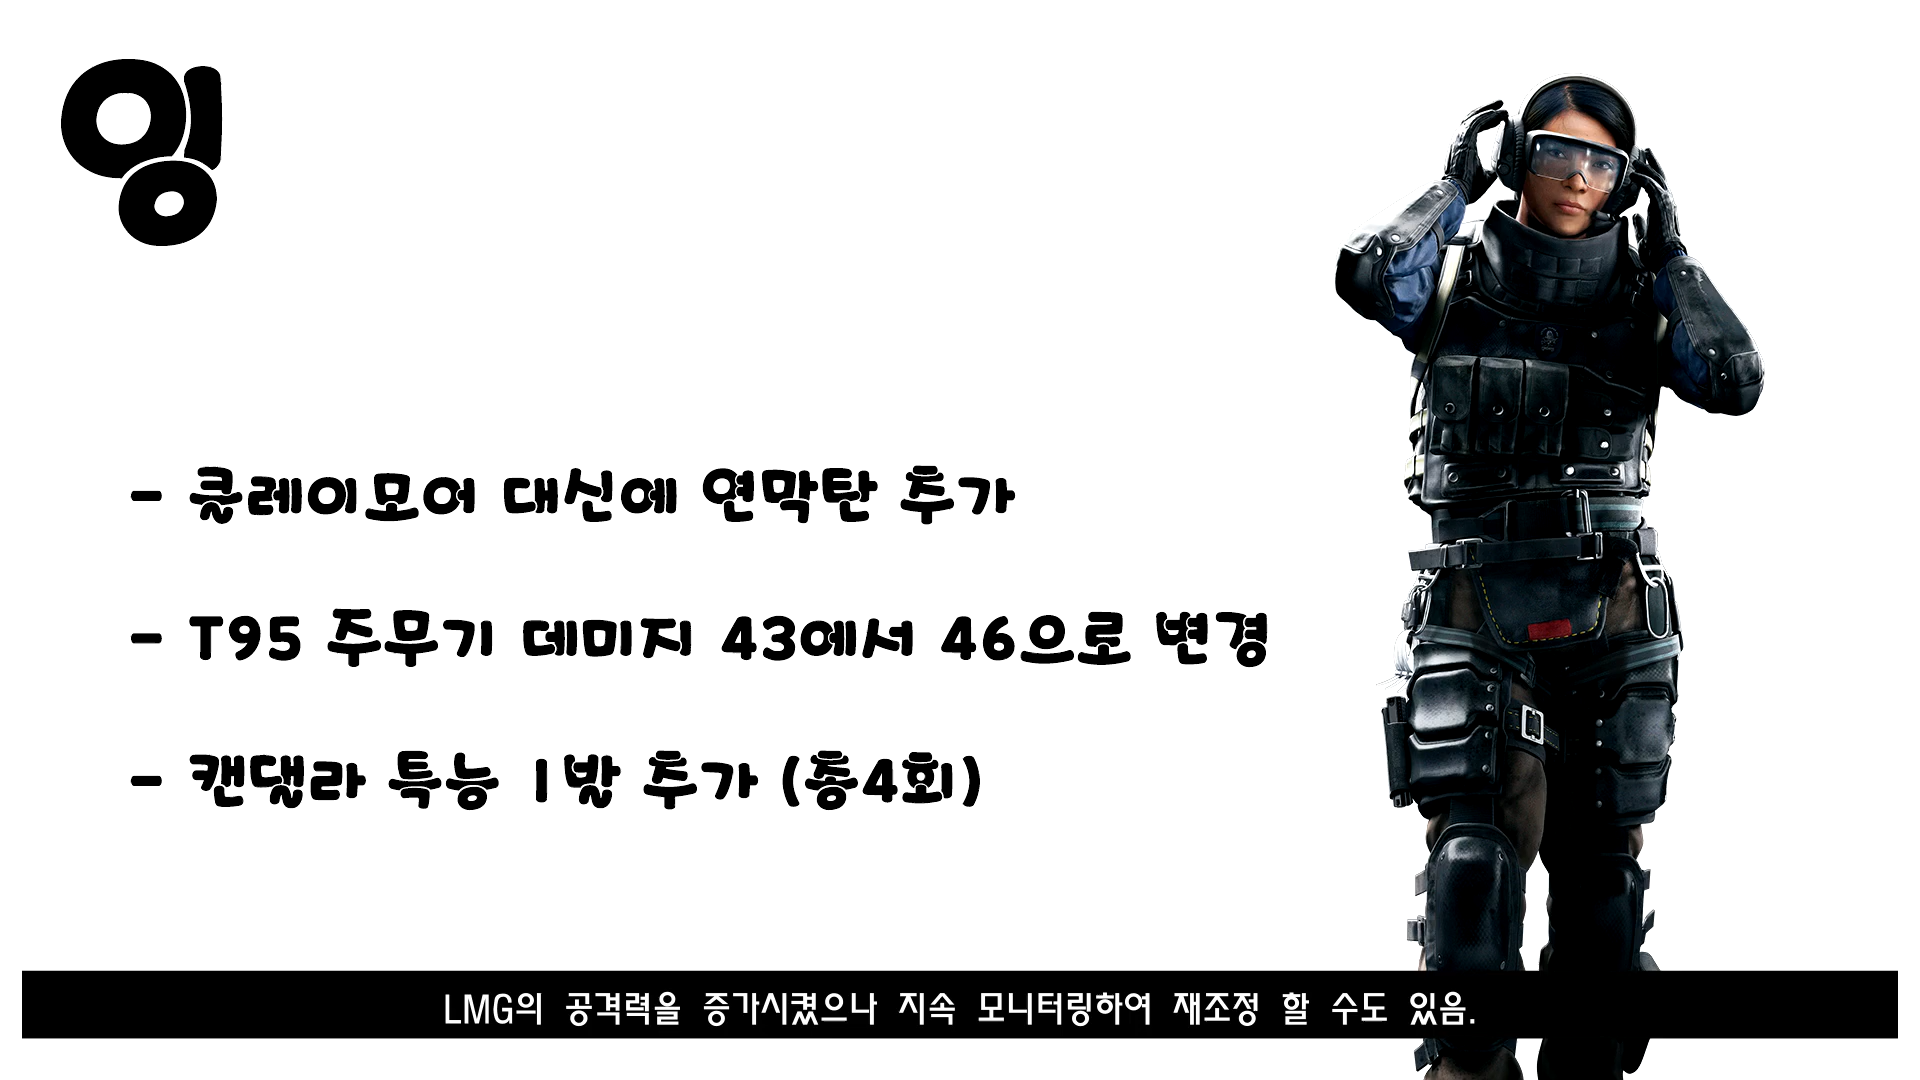 잉
- 클레이모어 대신에 연막탄 추가
- T95 주무기 데미지 43에서 46으로 변경
- 캔델라 특능 1발 추가 (총4회)
LMG의 공격력을 증가시켰으나 지속 모니터링하여 재조정 할 수도 있음.